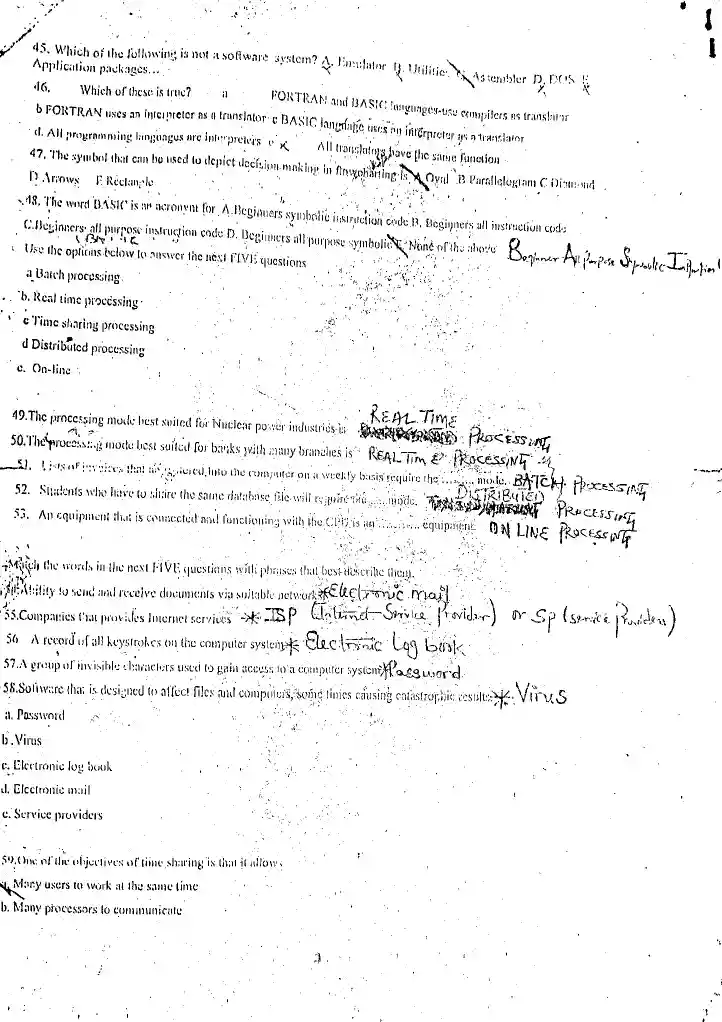 45. Which of the following is not a software system? A. Emulator B. Utilities C. Assembler D. DOS E
Application packages...
46. Which of these is true? a FORTRAN and BASIC languages-use compilers as translator
b FORTRAN uses an interpreter as a translator c BASIC language uses an interpreter as a translator
d. All programming languages are interpreters e All translators have the same function
47. The symbol that can be used to depict decision making in flowcharting is A Oval B Parallelogram C Diamond
D Arrows E Rectangle
48. The word BASIC is an acronym for A.Beginners symbolic instruction code B. Beginners all instruction code
C.Beginners all purpose instruction code D. Beginners all purpose symbolic E. None of the above Beginner All Purpose Symbolic
Use the options below to answer the next FIVE questions
a Batch processing
b. Real time processing
c Time sharing processing
d Distributed processing
e. On-line
49.The processing mode best suited for Nuclear power industries is REAL TIME PROCESSING
50.The processing mode best suited for banks with many branches is REAL TIME PROCESSING
51. Lists of invoices that are entered into the computer on a weekly basis require the ......... mode. BATCH PROCESSING
52. Students who have to share the same database file will require the ...... mode. DISTRIBUTED PROCESSING
53. An equipment that is connected and functioning with the CPU is an ........... equipment ON LINE PROCESSING
Match the words in the next FIVE questions with phrases that best describe them.
54.Ability to send and receive documents via suitable network * Electronic mail
55.Companies that provides Internet services * ISP (Internet Service Provider) or Sp (service Providers)
56 A record of all keystrokes on the computer system * Electronic Log book
57.A group of invisible characters used to gain access to a computer system * Password
58.Software that is designed to affect files and computers, some times causing catastrophic results * Virus
a. Password
b .Virus
c. Electronic log book
d. Electronic mail
e. Service providers
59.One of the objectives of time sharing is that it allows
a. Many users to work at the same time
b. Many processors to communicate
3